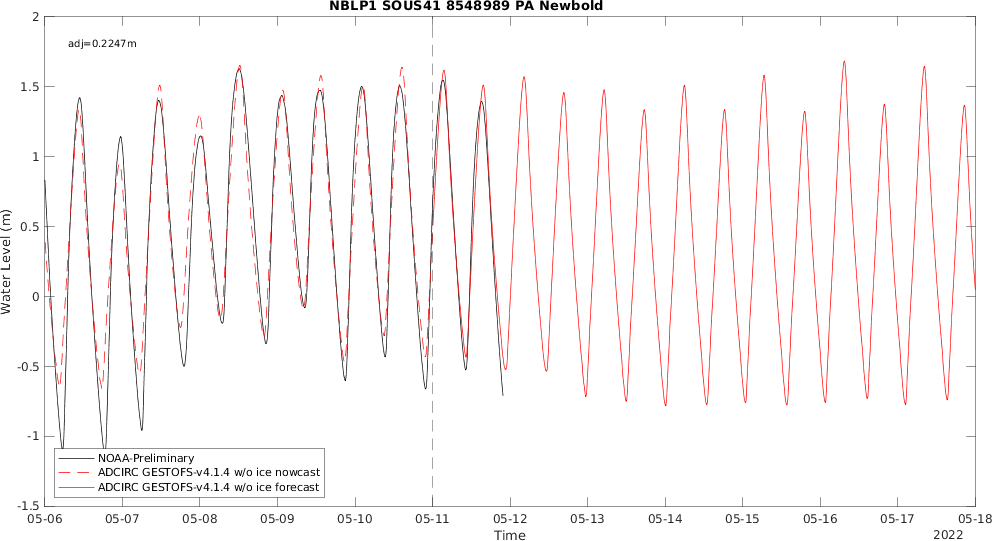 NBLP1 SOUS41 8548989 PA Newbold
adj=0.2247m
2
1.5
1
0.5
0
-0.5
-1
-1.5
Water Level (m)
NOAA-Preliminary
ADCIRC GESTOFS-v4.1.4 w/o ice nowcast
ADCIRC GESTOFS-v4.1.4 w/o ice forecast
05-06 05-07 05-08 05-09 05-10 05-11 05-12 05-13 05-14 05-15 05-16 05-17 05-18
Time
2022